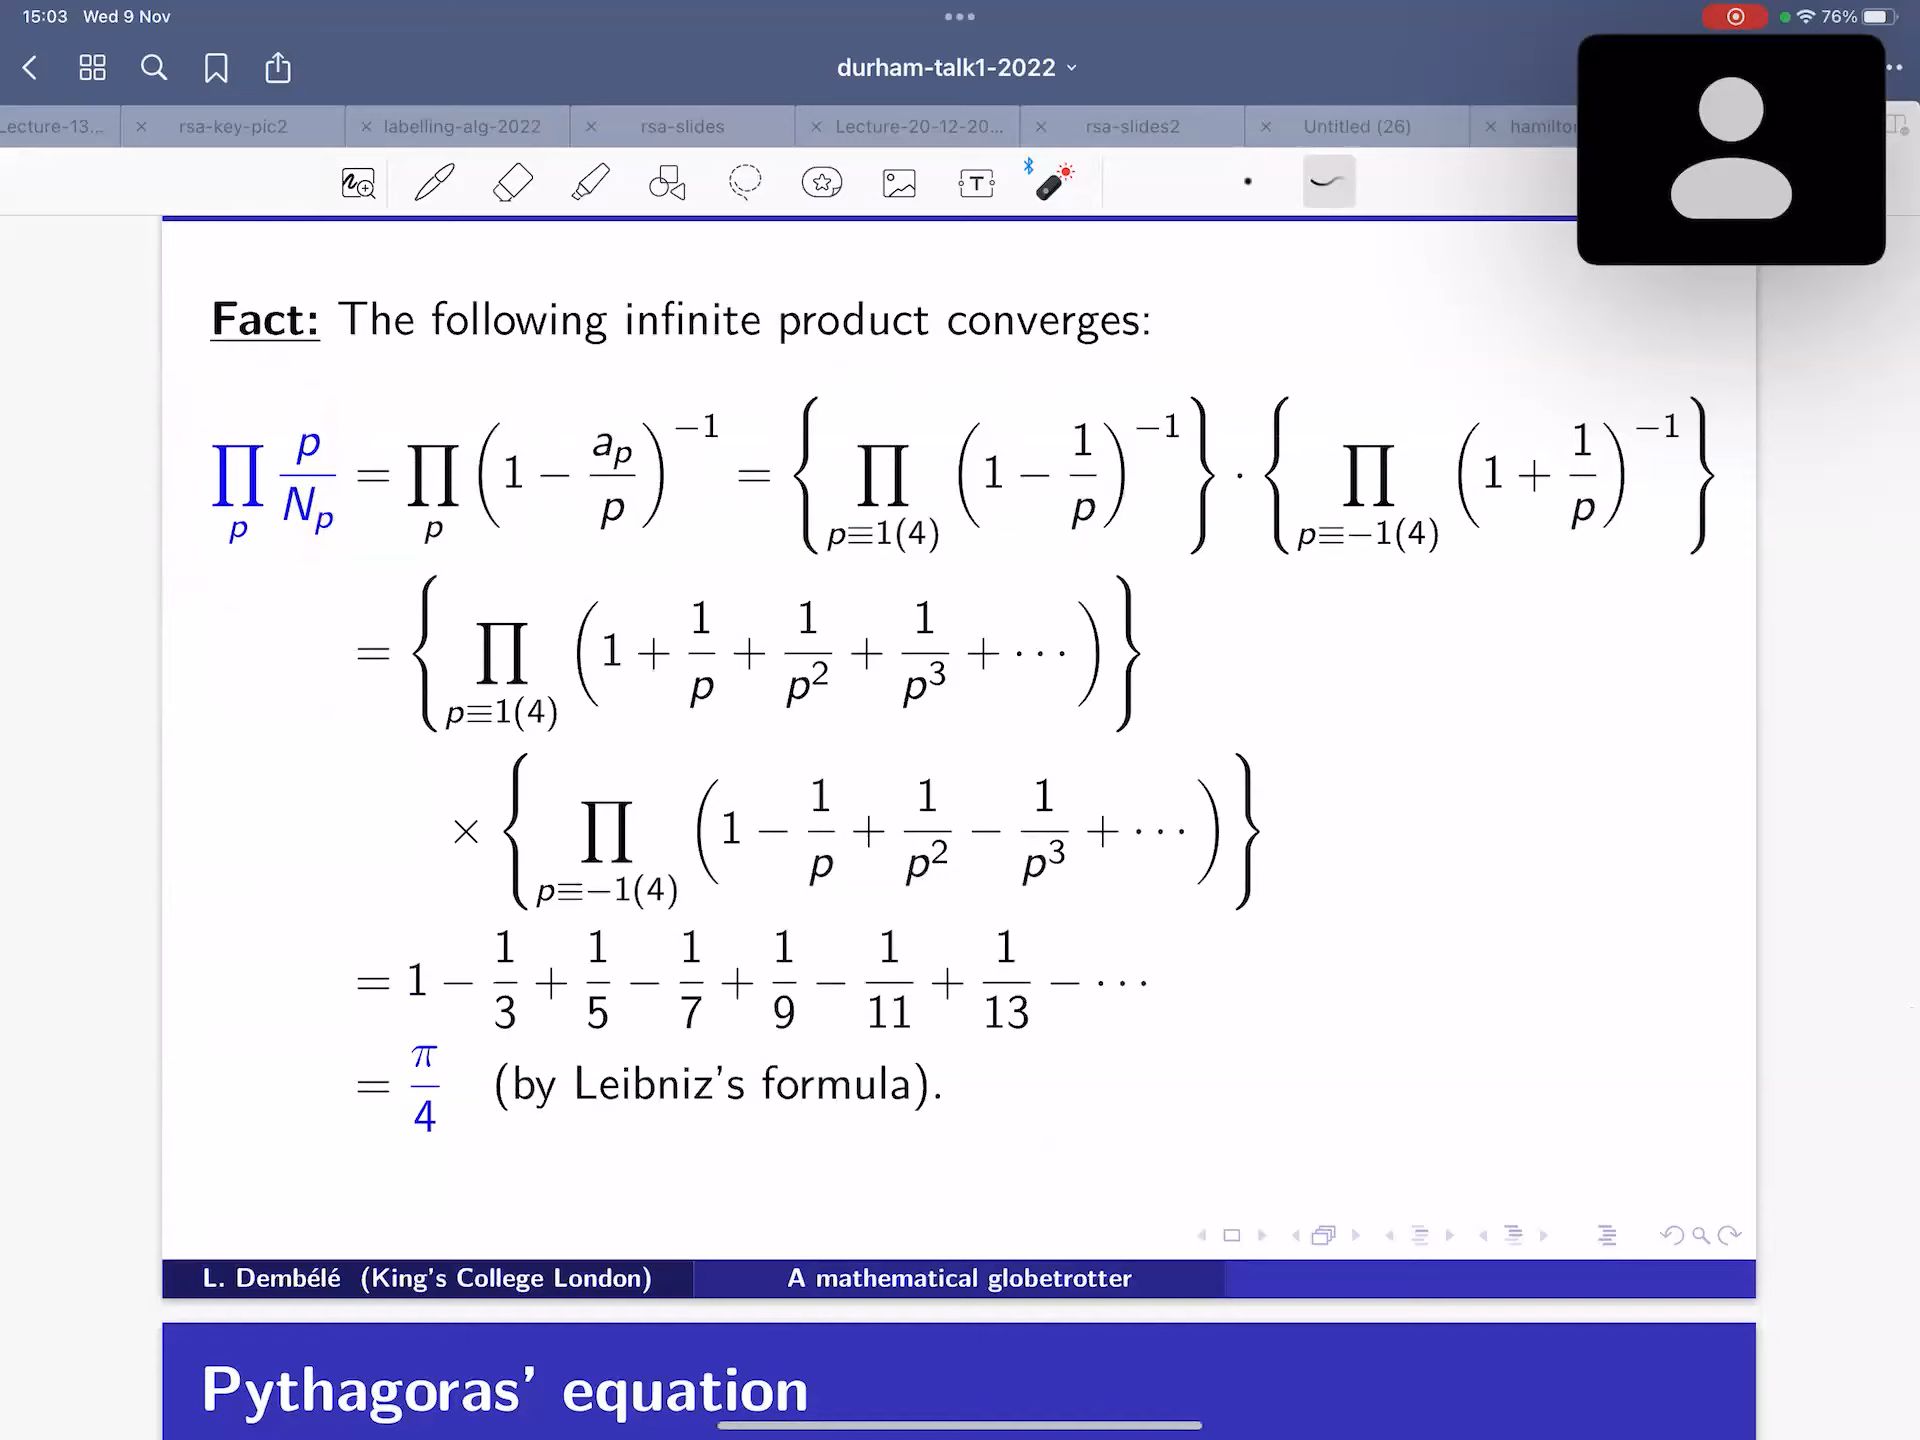 15:03 Wed 9 Nov
76%
durham-talk1-2022
Lecture-13... rsa-key-pic2 labelling-alg-2022 rsa-slides Lecture-20-12-20... rsa-slides2 Untitled (26)
Fact: The following infinite product converges:
∏_p p/N_p = ∏_p (1 − a_p/p)^{−1} = { ∏_{p≡1(4)} (1 − 1/p)^{−1} } · { ∏_{p≡−1(4)} (1 + 1/p)^{−1} }
= { ∏_{p≡1(4)} (1 + 1/p + 1/p^2 + 1/p^3 + ···) }
× { ∏_{p≡−1(4)} (1 − 1/p + 1/p^2 − 1/p^3 + ···) }
= 1 − 1/3 + 1/5 − 1/7 + 1/9 − 1/11 + 1/13 − ···
= π/4 (by Leibniz's formula).
L. Dembélé (King's College London) A mathematical globetrotter
Pythagoras' equation